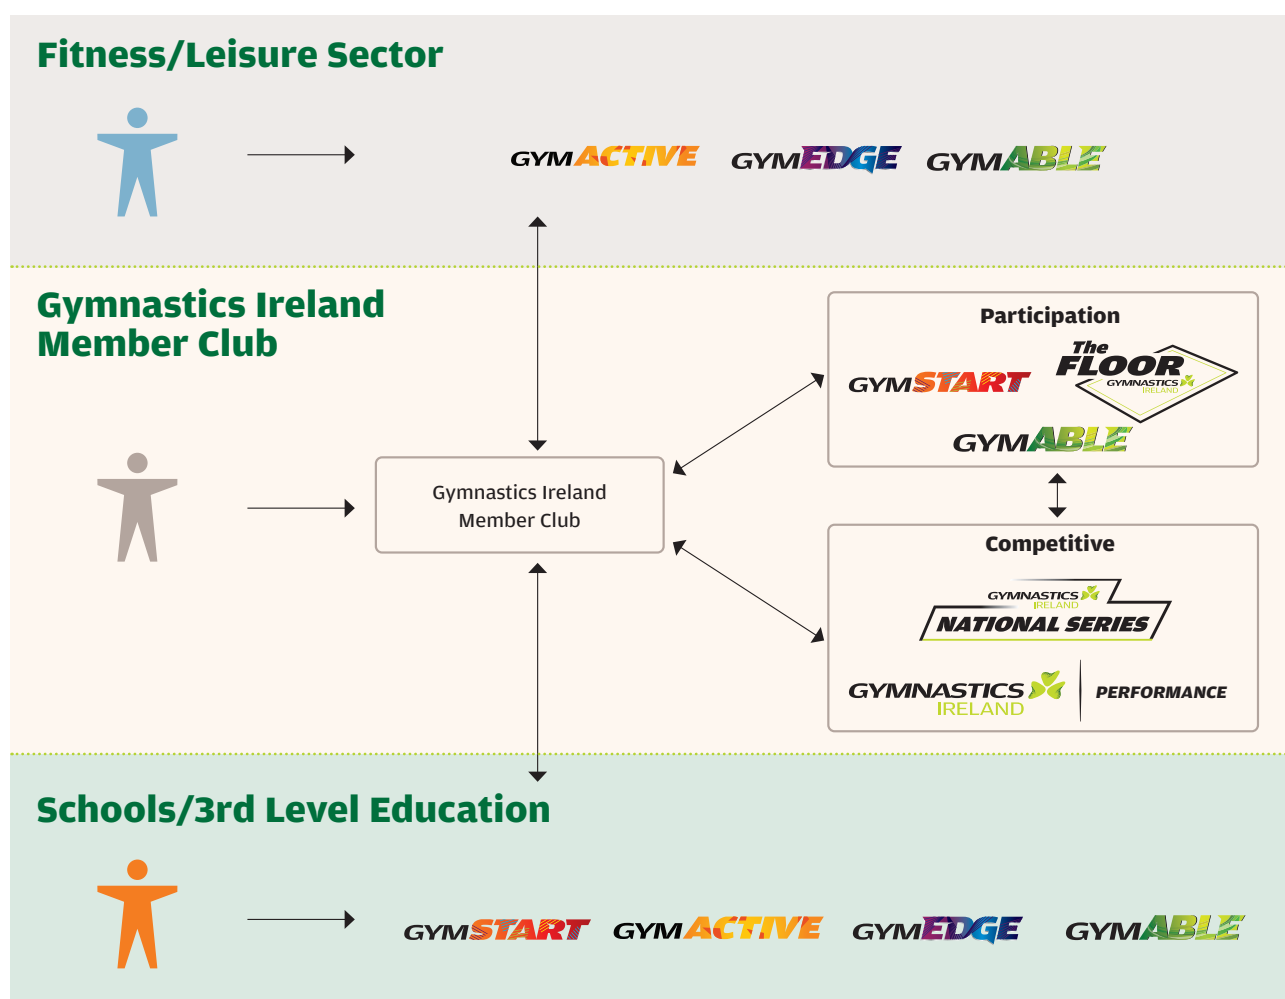 Fitness/Leisure Sector
GYMACTIVE
GYMEDGE
GYMABLE
Gymnastics Ireland
Member Club
Gymnastics Ireland
Member Club
Participation
GYMSTART
The
FLOOR
GYMNASTICS
IRELAND
GYMABLE
Competitive
GYMNASTICS
IRELAND
NATIONAL SERIES
GYMNASTICS
IRELAND
PERFORMANCE
Schools/3rd Level Education
GYMSTART
GYMACTIVE
GYMEDGE
GYMABLE